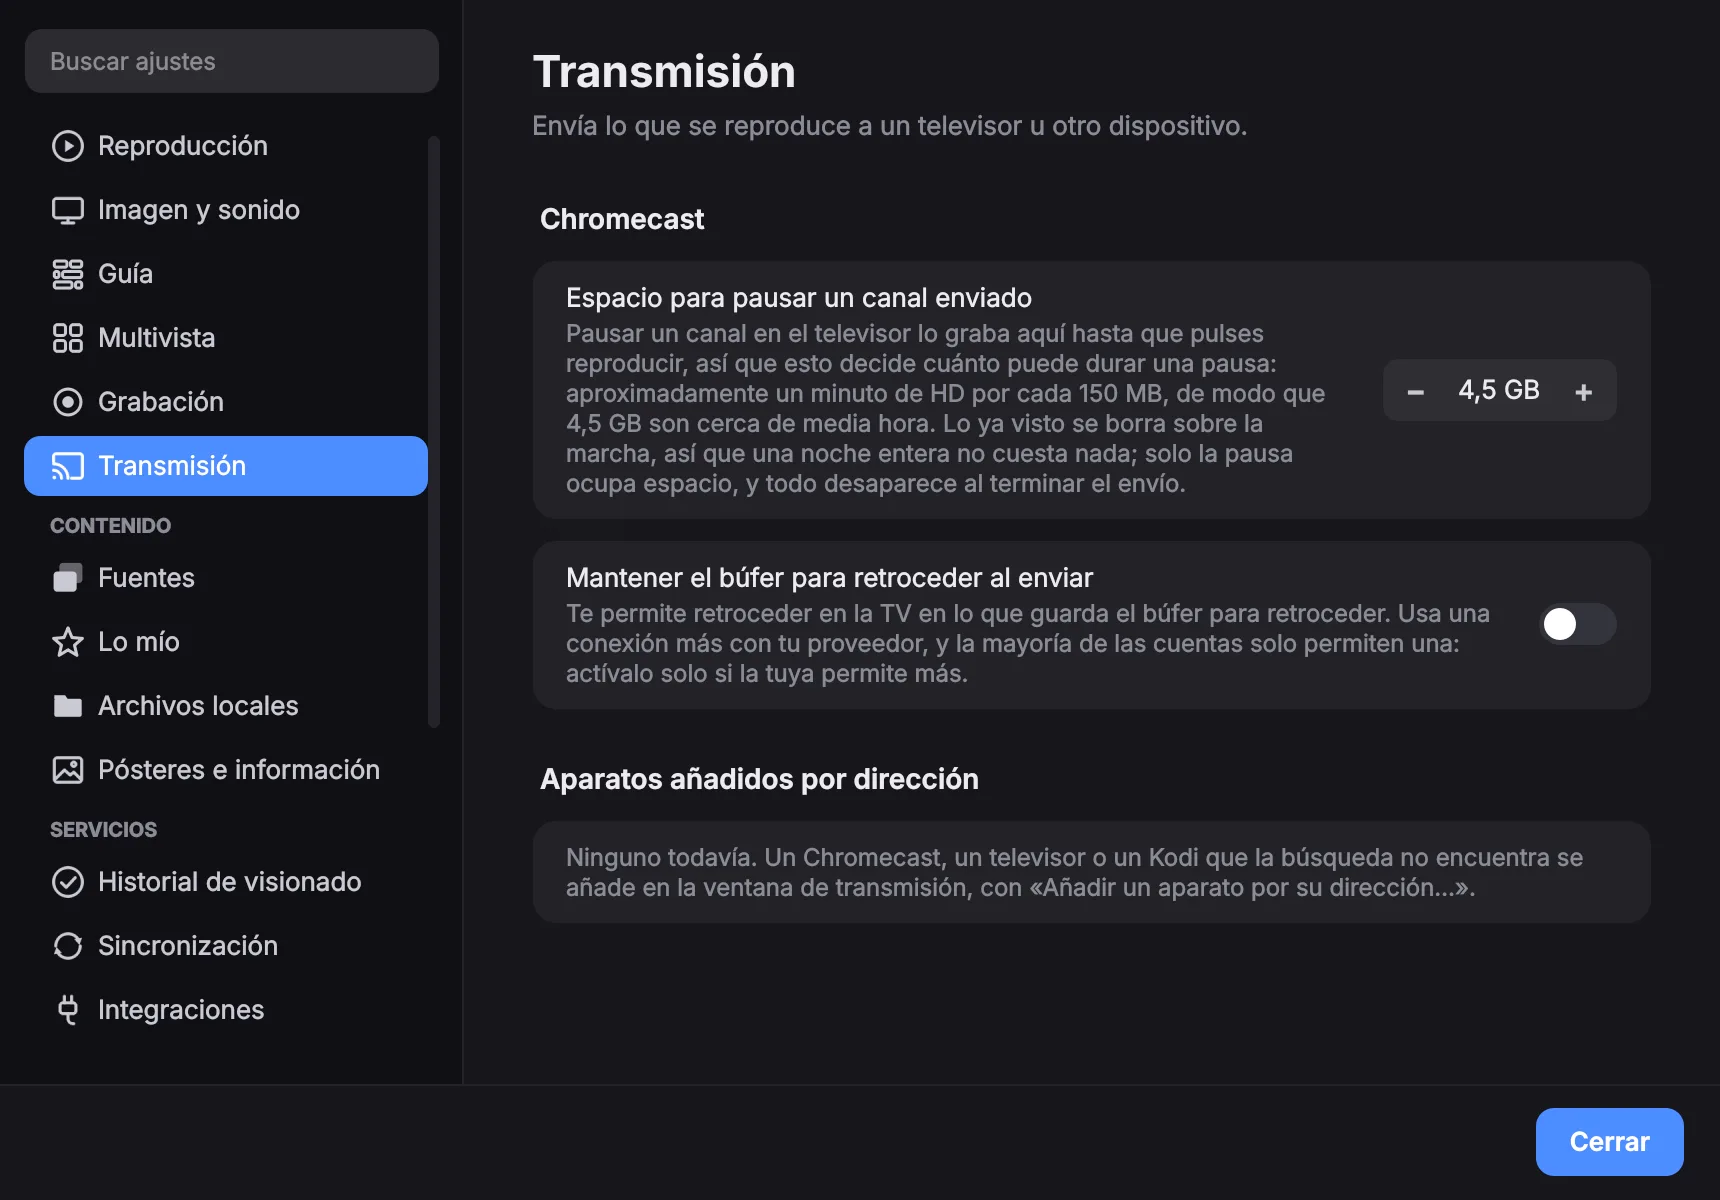 Buscar ajustes
Reproducción
Imagen y sonido
Guía
Multivista
Grabación
Transmisión
CONTENIDO
Fuentes
Lo mío
Archivos locales
Pósteres e información
SERVICIOS
Historial de visionado
Sincronización
Integraciones
Transmisión
Envía lo que se reproduce a un televisor u otro dispositivo.
Chromecast
Espacio para pausar un canal enviado
Pausar un canal en el televisor lo graba aquí hasta que pulses
reproducir, así que esto decide cuánto puede durar una pausa:
aproximadamente un minuto de HD por cada 150 MB, de modo que
4,5 GB son cerca de media hora. Lo ya visto se borra sobre la
marcha, así que una noche entera no cuesta nada; solo la pausa
ocupa espacio, y todo desaparece al terminar el envío.
− 4,5 GB +
Mantener el búfer para retroceder al enviar
Te permite retroceder en la TV en lo que guarda el búfer para retroceder. Usa una
conexión más con tu proveedor, y la mayoría de las cuentas solo permiten una:
actívalo solo si la tuya permite más.
Aparatos añadidos por dirección
Ninguno todavía. Un Chromecast, un televisor o un Kodi que la búsqueda no encuentra se
añade en la ventana de transmisión, con «Añadir un aparato por su dirección...».
Cerrar